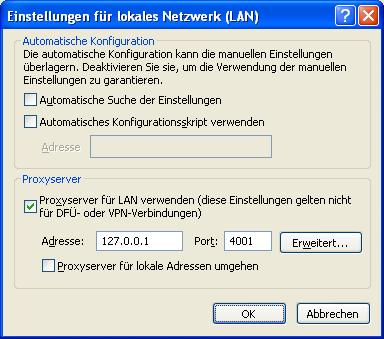 Einstellungen für lokales Netzwerk (LAN)
Automatische Konfiguration
Die automatische Konfiguration kann die manuellen Einstellungen
überlagern. Deaktivieren Sie sie, um die Verwendung der manuellen
Einstellungen zu garantieren.
Automatische Suche der Einstellungen
Automatisches Konfigurationsskript verwenden
Adresse
Proxyserver
Proxyserver für LAN verwenden (diese Einstellungen gelten nicht
für DFÜ- oder VPN-Verbindungen)
Adresse: 127.0.0.1 Port: 4001 Erweitert...
Proxyserver für lokale Adressen umgehen
OK Abbrechen